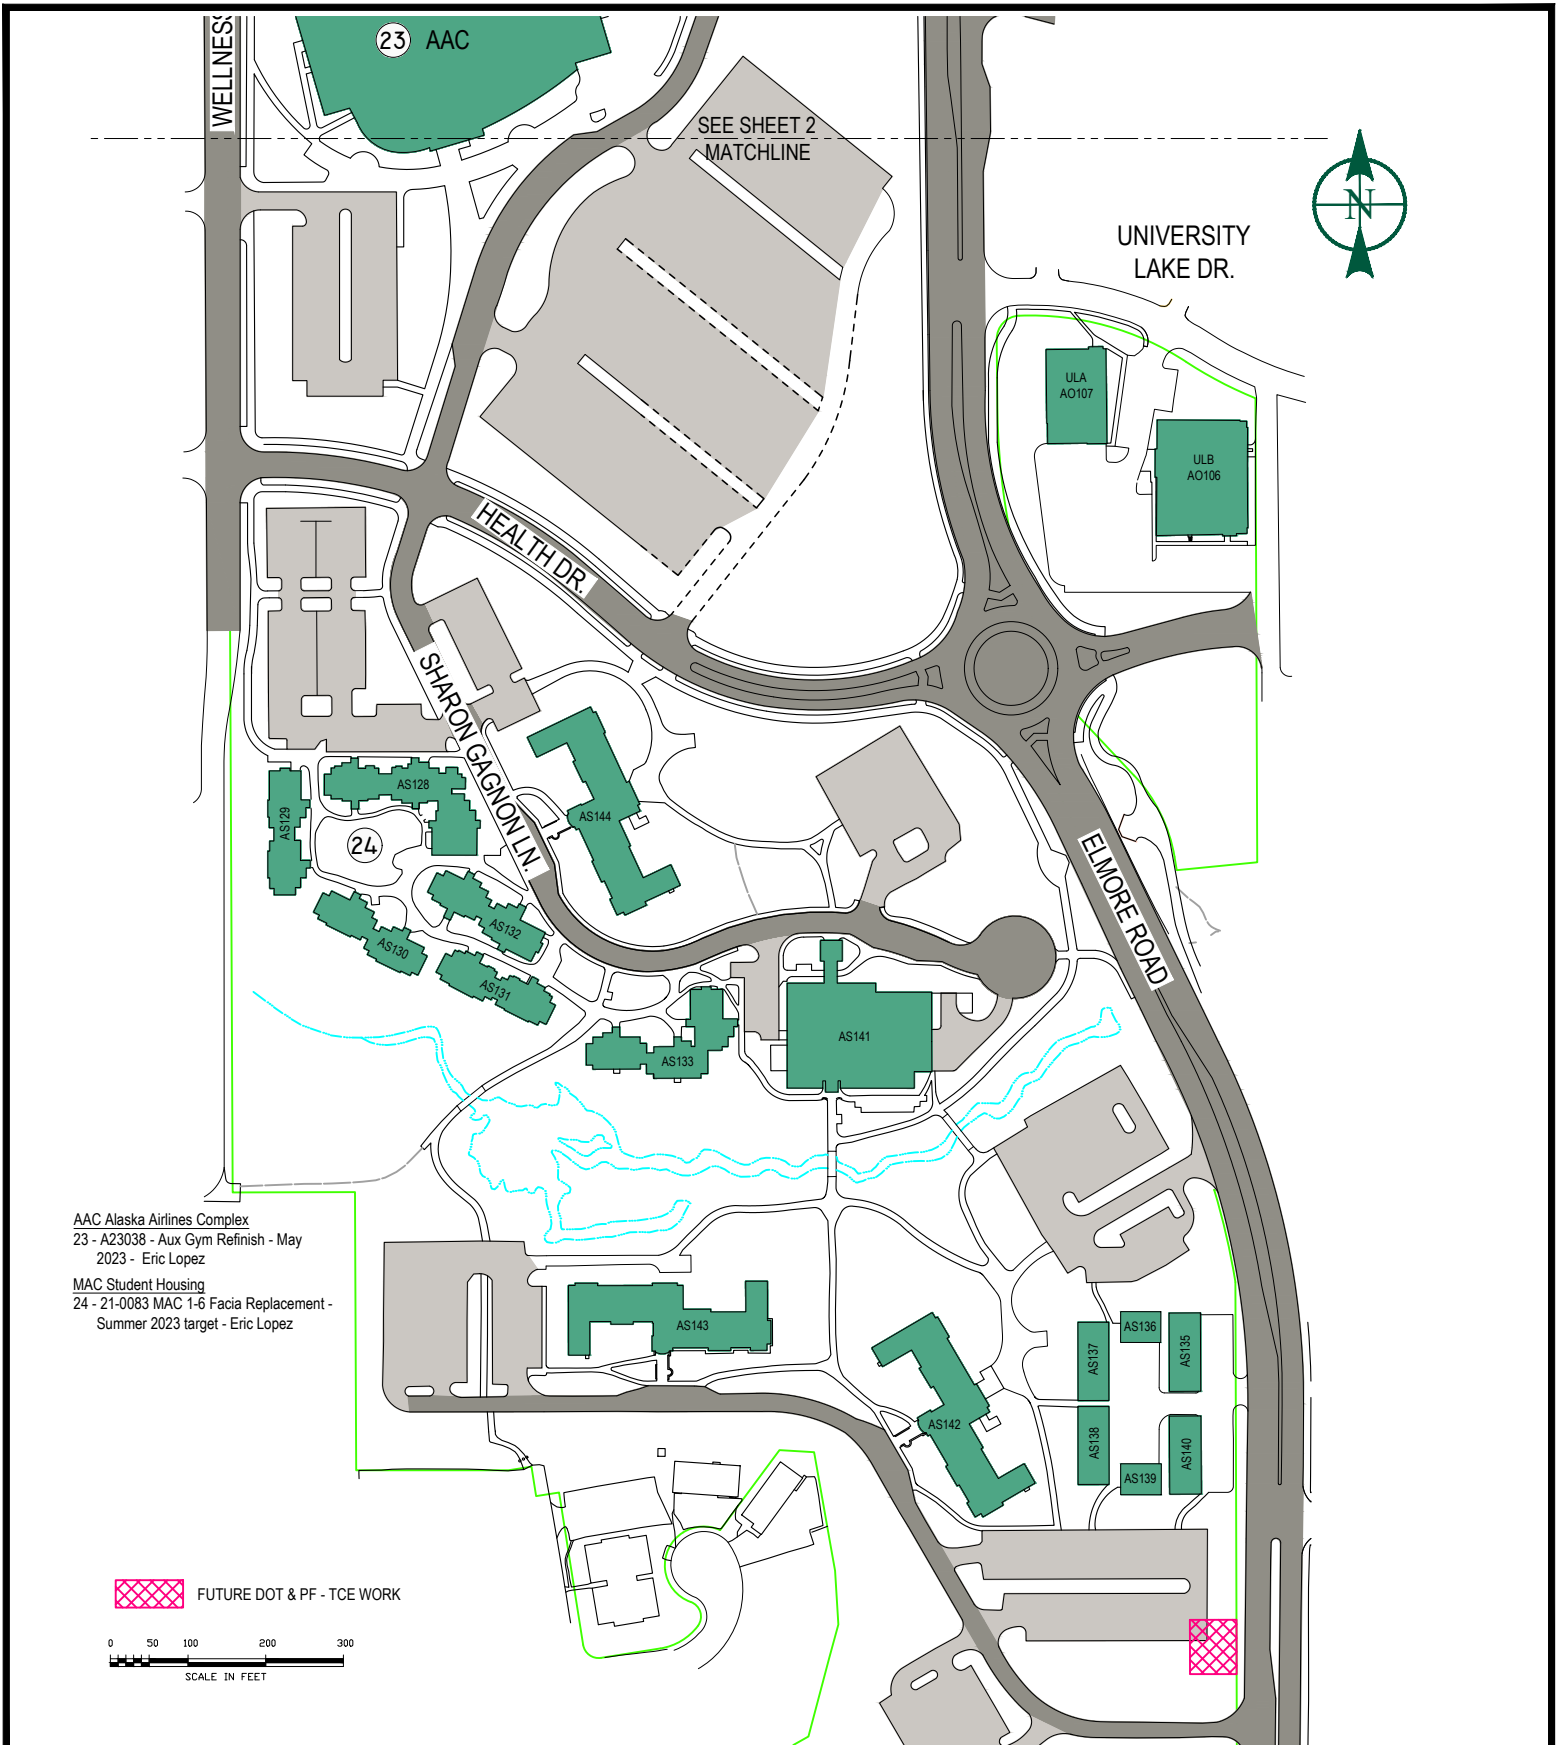 WELLNESS
23 AAC
SEE SHEET 2
MATCHLINE
N
UNIVERSITY
LAKE DR.
ULA
AO107
ULB
AO106
HEALTH DR.
SHARON GAGNON LN.
ELMORE ROAD
AS128
AS129
24
AS144
AS132
AS130
AS131
AS133
AS141
AAC Alaska Airlines Complex
23 - A23038 - Aux Gym Refinish - May
2023 - Eric Lopez
MAC Student Housing
24 - 21-0083 MAC 1-6 Facia Replacement -
Summer 2023 target - Eric Lopez
AS143
AS136
AS137
AS135
AS142
AS138
AS140
AS139
FUTURE DOT & PF - TCE WORK
0 50 100 200 300
SCALE IN FEET